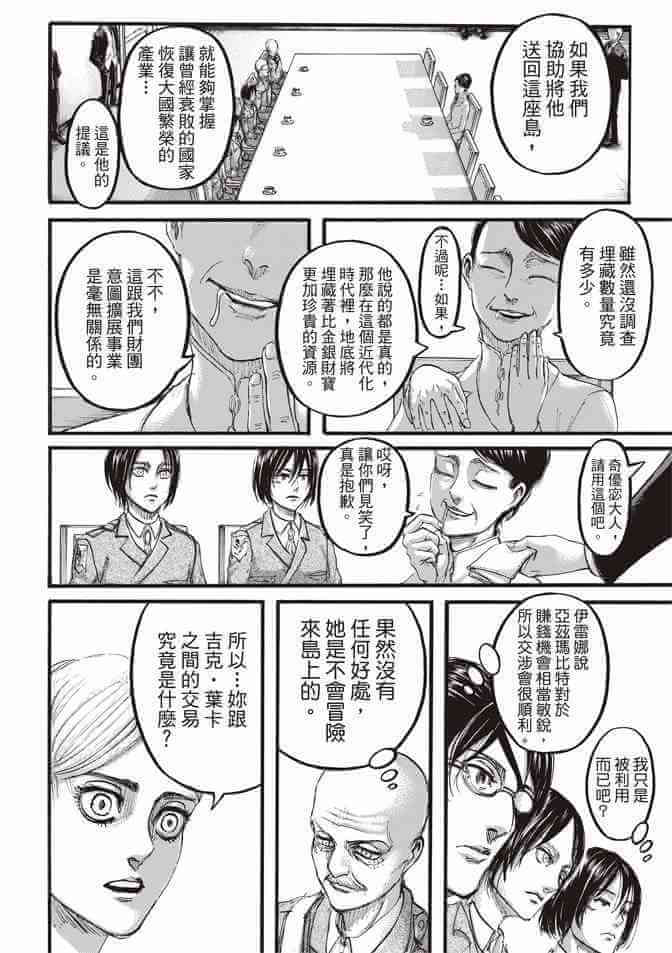 如果我們
協助將他
送回這座島，
就能夠掌握
讓曾經衰敗的國家
恢復大國繁榮的
產業…
這是他的
提議。
雖然還沒調查
埋藏數量究竟
有多少。
不過呢…如果，
他說的都是真的，
那麼在這個近代化
時代裡，地底將
埋藏著比金銀財寶
更加珍貴的資源。
不不，
這跟我們財團
意圖擴展事業
是毫無關係的。
奇優宓大人，
請用這個吧。
哎呀，
讓你們見笑了，
真是抱歉。
伊雷娜說
亞茲瑪比特對於
賺錢機會相當敏銳，
所以交涉會很順利。
我只是
被利用
而已吧？
果然沒有
任何好處，
她是不會冒險
來島上的。
所以…妳跟
吉克·葉卡
之間的交易
究竟是什麼？